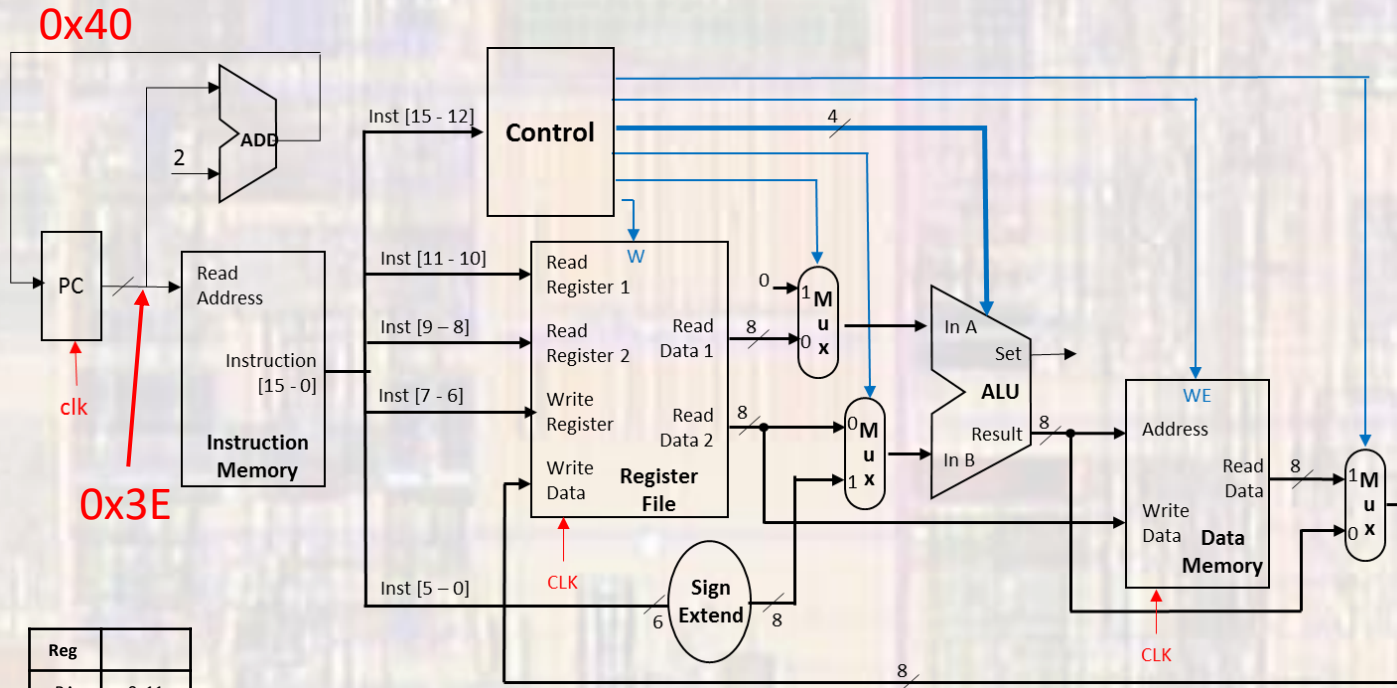 0x40
ADD
2
PC
clk
0x3E
Read
Address
Instruction
[15 - 0]
Instruction
Memory
Inst [15 - 12]
Control
Inst [11 - 10]
Inst [9 – 8]
Inst [7 - 6]
Inst [5 – 0]
W
Read
Register 1
Read
Register 2
Write
Register
Write
Data
Read
Data 1
Read
Data 2
Register
File
CLK
8
8
6
Sign
Extend
8
0
1
0
M
u
x
0
1
M
u
x
4
In A
In B
Set
ALU
Result
8
WE
Address
Read
Data
Write
Data
Data
Memory
CLK
8
1
0
M
u
x
8
Reg